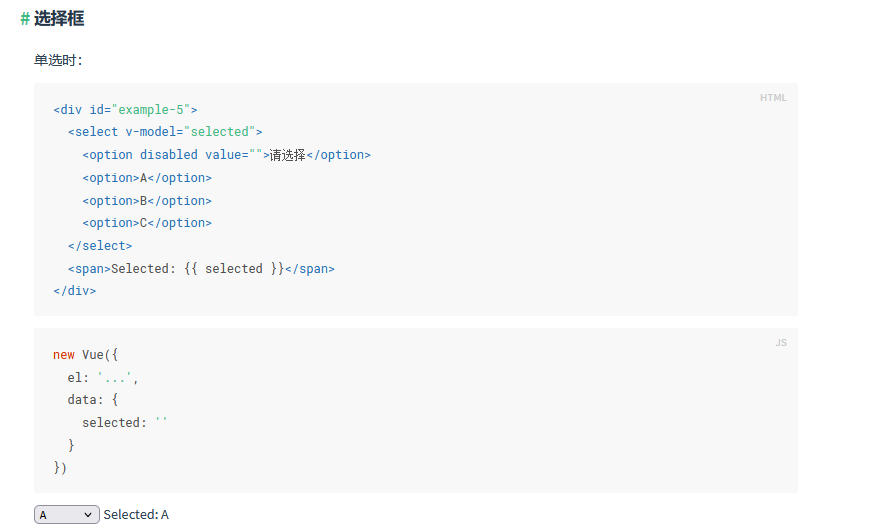 # 选择框
单选时：
HTML
<div id="example-5">
  <select v-model="selected">
    <option disabled value="">请选择</option>
    <option>A</option>
    <option>B</option>
    <option>C</option>
  </select>
  <span>Selected: {{ selected }}</span>
</div>
JS
new Vue({
  el: '...',
  data: {
    selected: ''
  }
})
A Selected: A